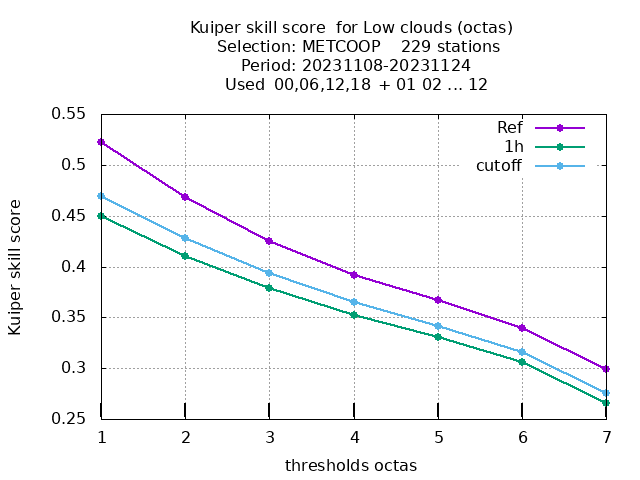 Kuiper skill score  for Low clouds (octas)
Selection: METCOOP    229 stations
Period: 20231108-20231124
Used  00,06,12,18  + 01 02 ... 12
Kuiper skill score
0.55
0.5
0.45
0.4
0.35
0.3
0.25
Ref
1h
cutoff
1 2 3 4 5 6 7
thresholds octas